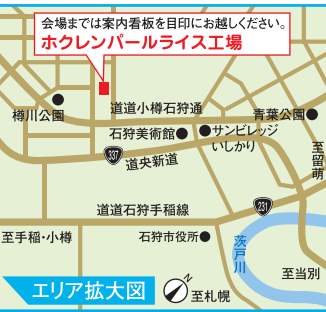 会場までは案内看板を目印にお越しください。
ホクレンパールライス工場
樽川公園
道道小樽石狩通
青葉公園
石狩美術館
サンビレッジ
いしかり
至留萌
337
道央新道
道道石狩手稲線
231
至手稲・小樽
石狩市役所
茨戸川
至当別
エリア拡大図
N
至札幌